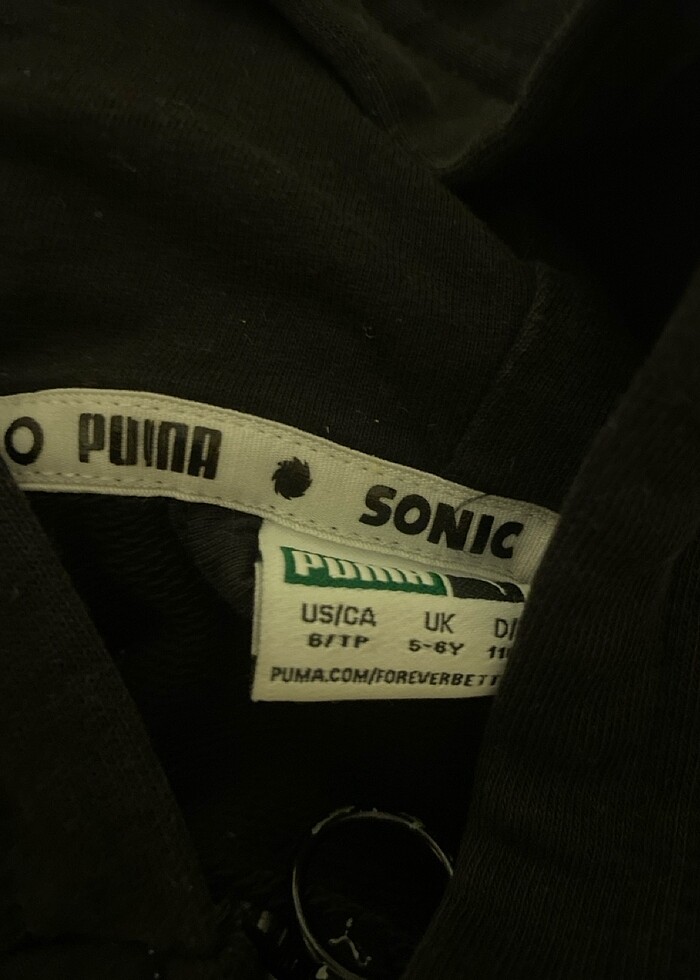 PUMA SONIC
PUMA
US/CA UK
6/TP 5-6Y
PUMA.COM/FOREVERBETT